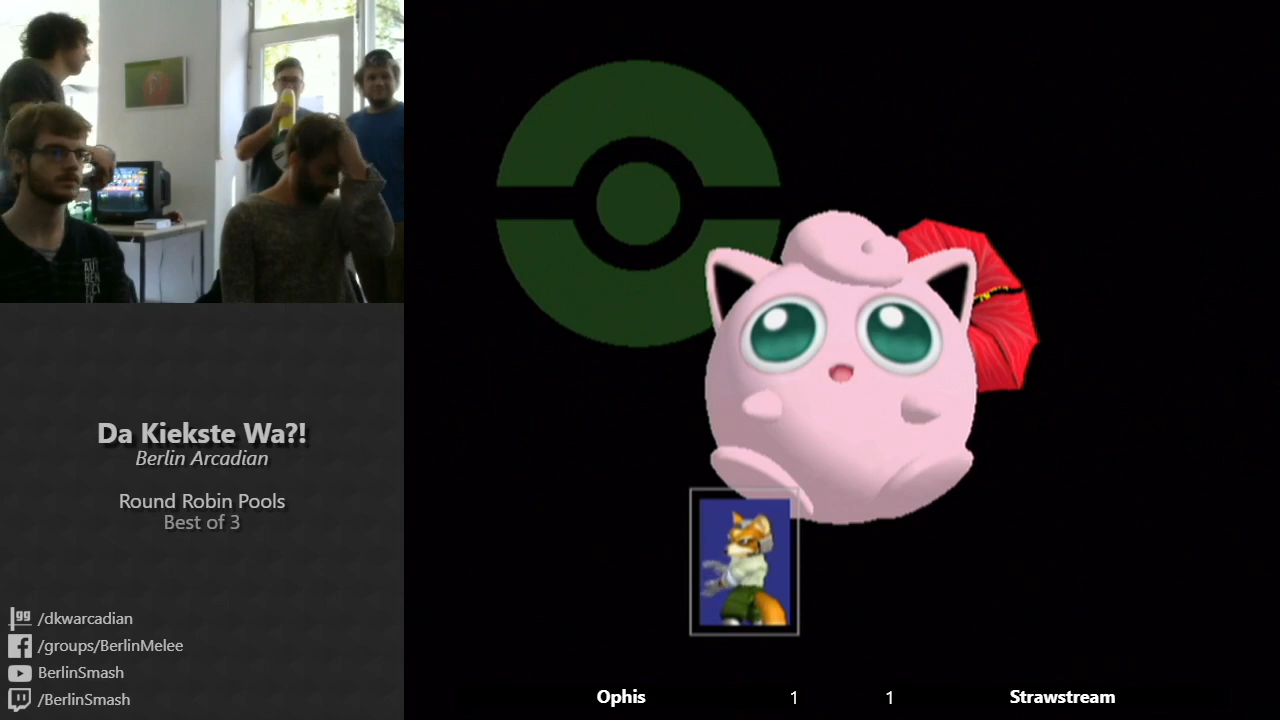 Da Kiekste Wa?!
Berlin Arcadian
Round Robin Pools
Best of 3
gg /dkwarcadian
/groups/BerlinMelee
BerlinSmash
/BerlinSmash
Ophis 1 1 Strawstream